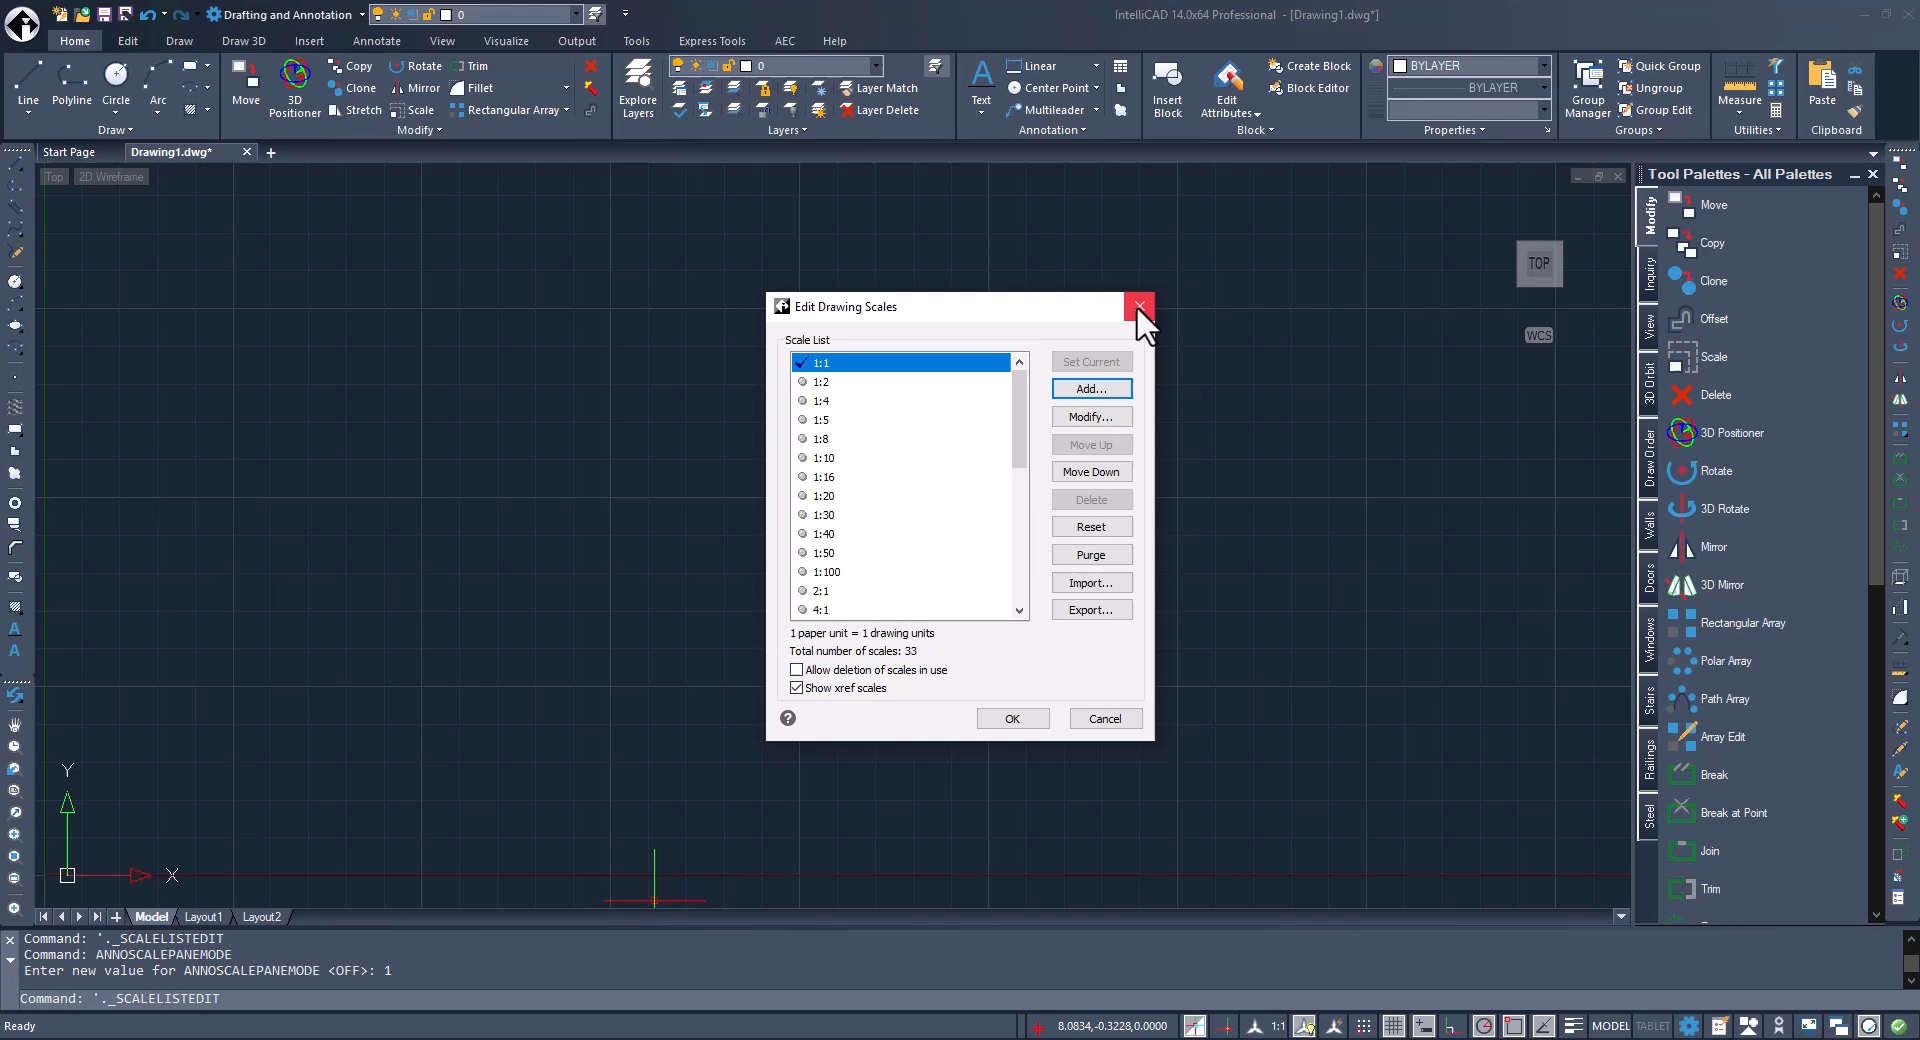 Drafting and Annotation
0
IntelliCAD 14.0x64 Professional - [Drawing1.dwg*]
Home
Edit
Draw
Draw 3D
Insert
Annotate
View
Visualize
Output
Tools
Express Tools
AEC
Help
Line
Polyline
Circle
Arc
Draw
Move
3D Positioner
Copy
Clone
Stretch
Rotate
Mirror
Scale
Trim
Fillet
Rectangular Array
Modify
Explore Layers
0
Layer Match
Layer Delete
Layers
Text
Linear
Center Point
Multileader
Annotation
Insert Block
Edit Attributes
Create Block
Block Editor
Block
BYLAYER
BYLAYER
Properties
Group Manager
Quick Group
Ungroup
Group Edit
Groups
Measure
Utilities
Paste
Clipboard
Start Page
Drawing1.dwg*
Top
2D Wireframe
TOP
WCS
Edit Drawing Scales
Scale List
1:1
1:2
1:4
1:5
1:8
1:10
1:16
1:20
1:30
1:40
1:50
1:100
2:1
4:1
Set Current
Add...
Modify...
Move Up
Move Down
Delete
Reset
Purge
Import...
Export...
1 paper unit = 1 drawing units
Total number of scales: 33
Allow deletion of scales in use
Show xref scales
OK
Cancel
Tool Palettes - All Palettes
Modify
Inquiry
View
3D Orbit
Draw Order
Walls
Doors
Windows
Stairs
Railings
Steel
Move
Copy
Clone
Offset
Scale
Delete
3D Positioner
Rotate
3D Rotate
Mirror
3D Mirror
Rectangular Array
Polar Array
Path Array
Array Edit
Break
Break at Point
Join
Trim
Y
X
Model
Layout1
Layout2
Command: '._SCALELISTEDIT
Command: ANNOSCALEPANEMODE
Enter new value for ANNOSCALEPANEMODE <OFF>: 1
Command: '._SCALELISTEDIT
Ready
8.0834,-0.3228,0.0000
1:1
MODEL
TABLET